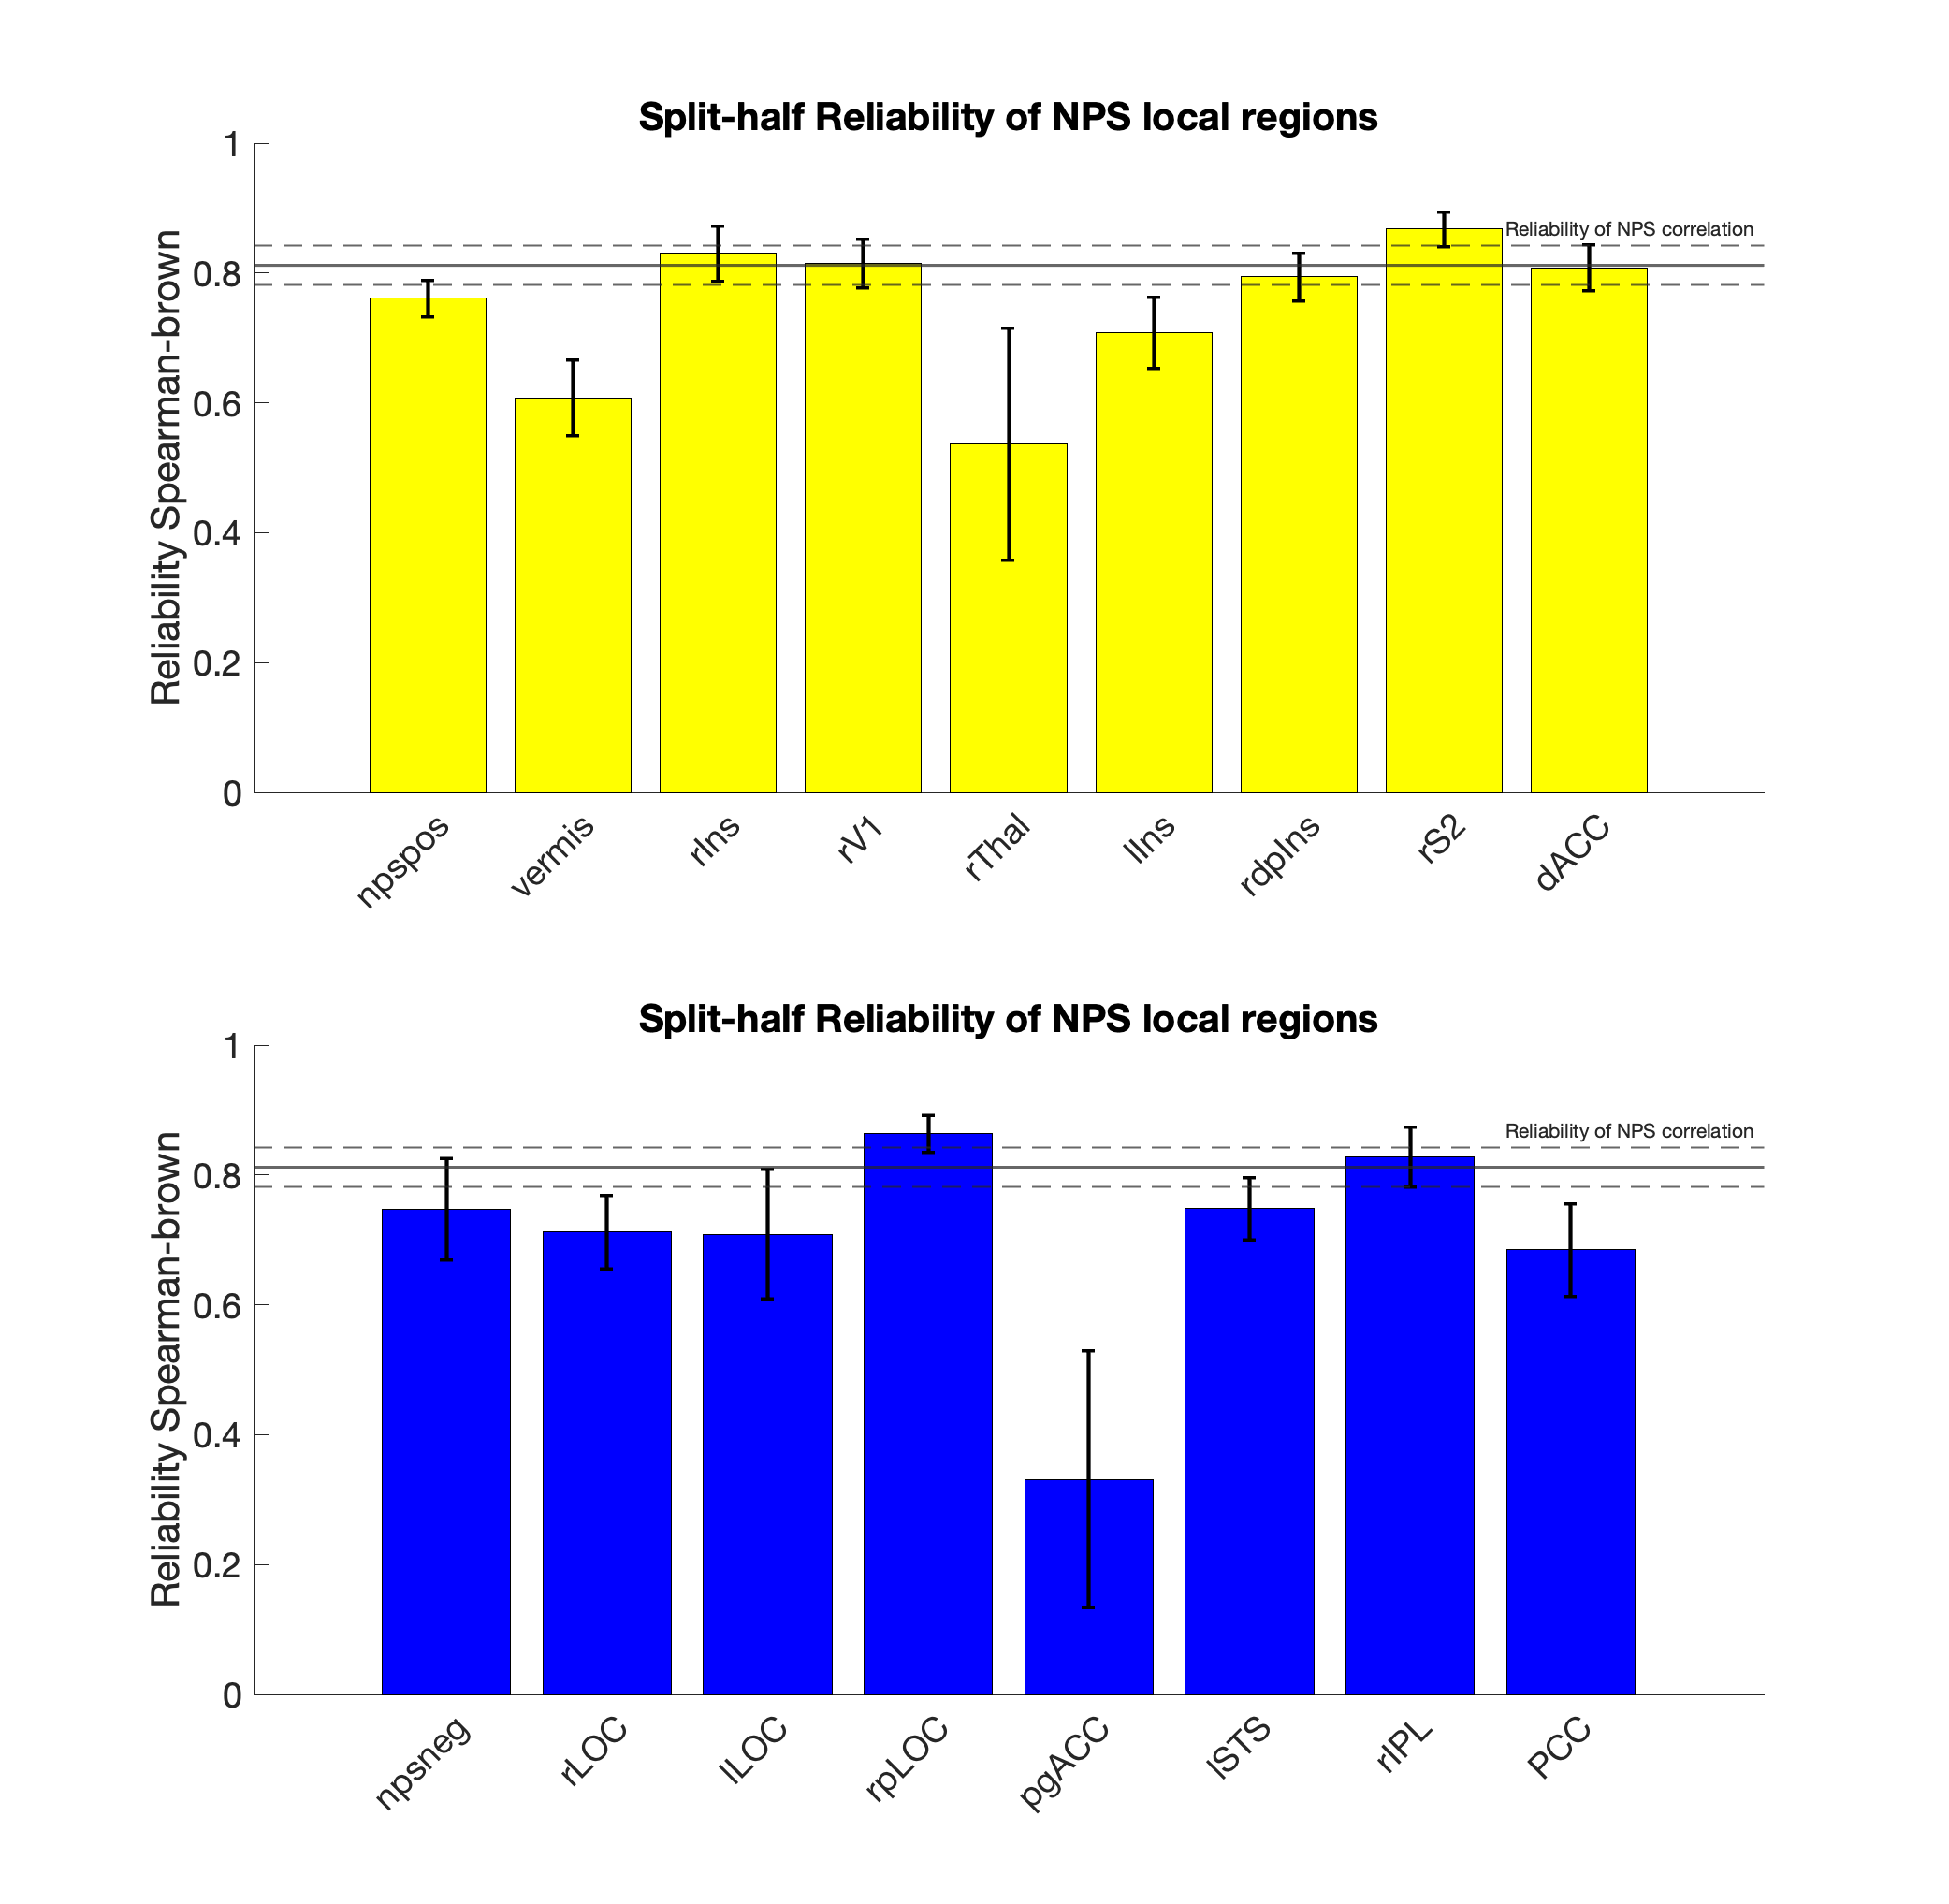 Split-half Reliability of NPS local regions
Reliability Spearman-brown
1
0.8
0.6
0.4
0.2
0
Reliability of NPS correlation
npspos
vermis
rIns
rV1
rThal
lIns
rdpIns
rS2
dACC
Split-half Reliability of NPS local regions
Reliability Spearman-brown
1
0.8
0.6
0.4
0.2
0
Reliability of NPS correlation
npsneg
rLOC
lLOC
rpLOC
pgACC
lSTS
rIPL
PCC